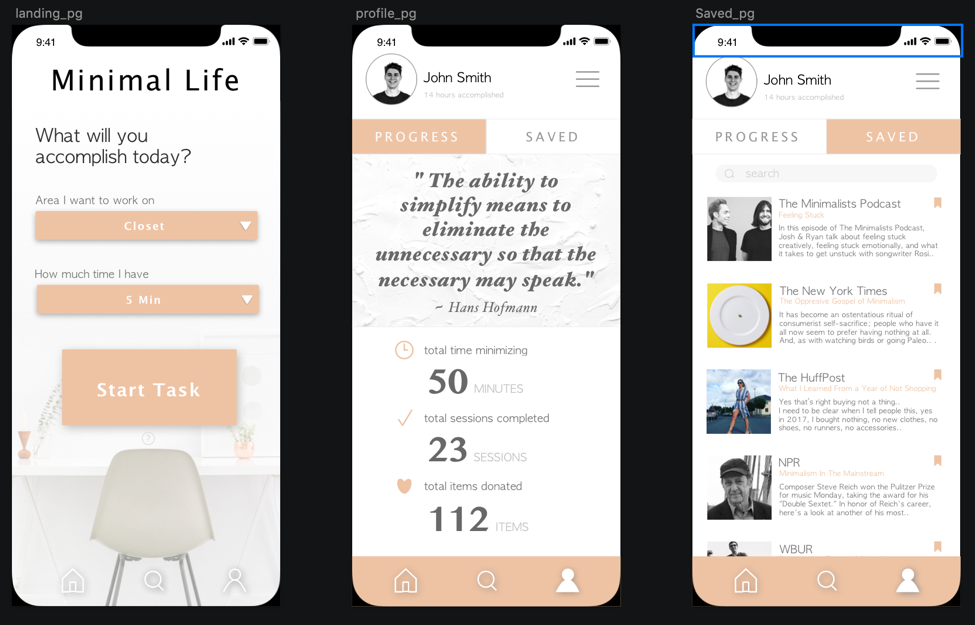 landing_pg
9:41
Minimal Life
What will you
accomplish today?
Area I want to work on
Closet
How much time I have
5 Min
Start Task
?
profile_pg
9:41
John Smith
14 hours accomplished
PROGRESS SAVED
" The ability to
simplify means to
eliminate the
unnecessary so that the
necessary may speak."
~ Hans Hofmann
total time minimizing
50 MINUTES
total sessions completed
23 SESSIONS
total items donated
112 ITEMS
Saved_pg
9:41
John Smith
14 hours accomplished
PROGRESS SAVED
search
The Minimalists Podcast
Feeling Stuck
In this episode of The Minimalists Podcast,
Josh & Ryan talk about feeling stuck
creatively, feeling stuck emotionally, and what
it takes to get unstuck with songwriter Rosi..
The New York Times
The Oppresive Gospel of Minimalism
It has become an ostentatious ritual of
consumerist self-sacrifice; people who have it
all now seem to prefer having nothing at all.
And, as with watching birds or going Paleo.. .
The HuffPost
What I Learned From a Year of Not Shopping
Yes that's right buying not a thing..
I need to be clear when I tell people this, yes
in 2017, I bought nothing, no new clothes, no
shoes, no runners, no accessories..
NPR
Minimalism In The Mainstream
Composer Steve Reich won the Pulitzer Prize
for music Monday, taking the award for his
"Double Sextet." In honor of Reich's career,
here's a look at another of his most..
WBUR